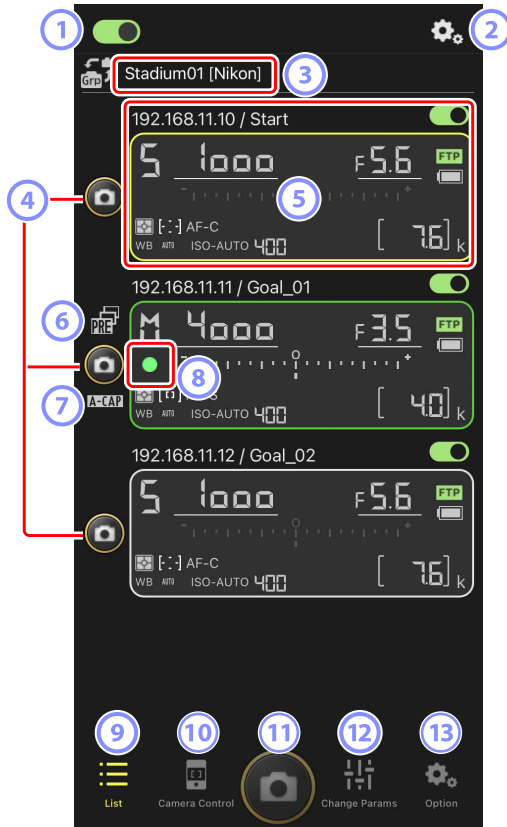 1
2
Grp
Stadium01 [Nikon]
3
192.168.11.10 / Start
S 1000 F5.6 FTP
4
5
AF-C
WB AUTO ISO-AUTO 400 [ 7.6] k
192.168.11.11 / Goal_01
6
PRE
M 4000 F3.5 FTP
8
7
A-CAP
WB AUTO ISO-AUTO 400 [ 4.0] k
192.168.11.12 / Goal_02
S 1000 F5.6 FTP
AF-C
WB AUTO ISO-AUTO 400 [ 7.6] k
9 10 11 12 13
List Camera Control Change Params Option